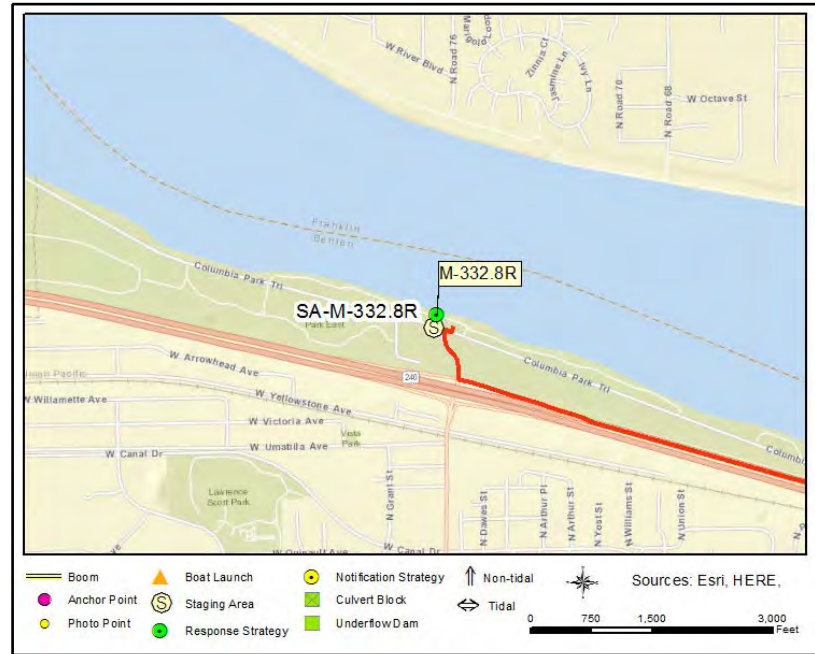 W River Blvd
N Road 76
Zinnia Ct
Jasmine Ln
Ivy Ln
N Road 70
N Road 68
W Octave St
Franklin
Benton
Columbia Park Trl
M-332.8R
SA-M-332.8R
Park East
Columbia Park Trl
W Arrowhead Ave
240
Pacific
W Willamette Ave
W Yellowstone Ave
W Victoria Ave
Vista
Park
W Umatilla Ave
W Canal Dr
N Grant St
Lawrence
Scott Park
N Dawes St
N Arthur Pl
N Arthur St
N Yost St
N Williams St
N Union St
W Canal Dr
Boom
Boat Launch
Notification Strategy
Non-tidal
Sources: Esri, HERE,
Anchor Point
S Staging Area
Culvert Block
Tidal
Photo Point
Response Strategy
Underflow Dam
0 750 1,500 3,000
Feet